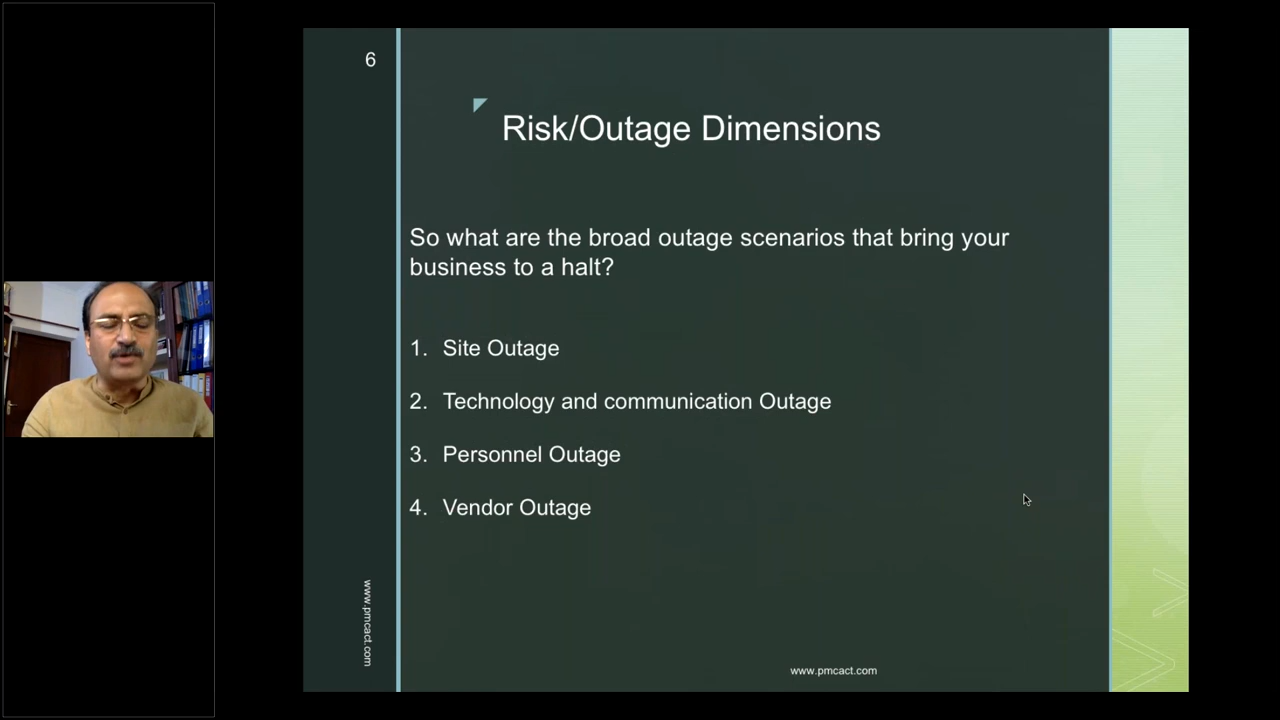 6
Risk/Outage Dimensions
So what are the broad outage scenarios that bring your
business to a halt?
1. Site Outage
2. Technology and communication Outage
3. Personnel Outage
4. Vendor Outage
www.pmcact.com
www.pmcact.com